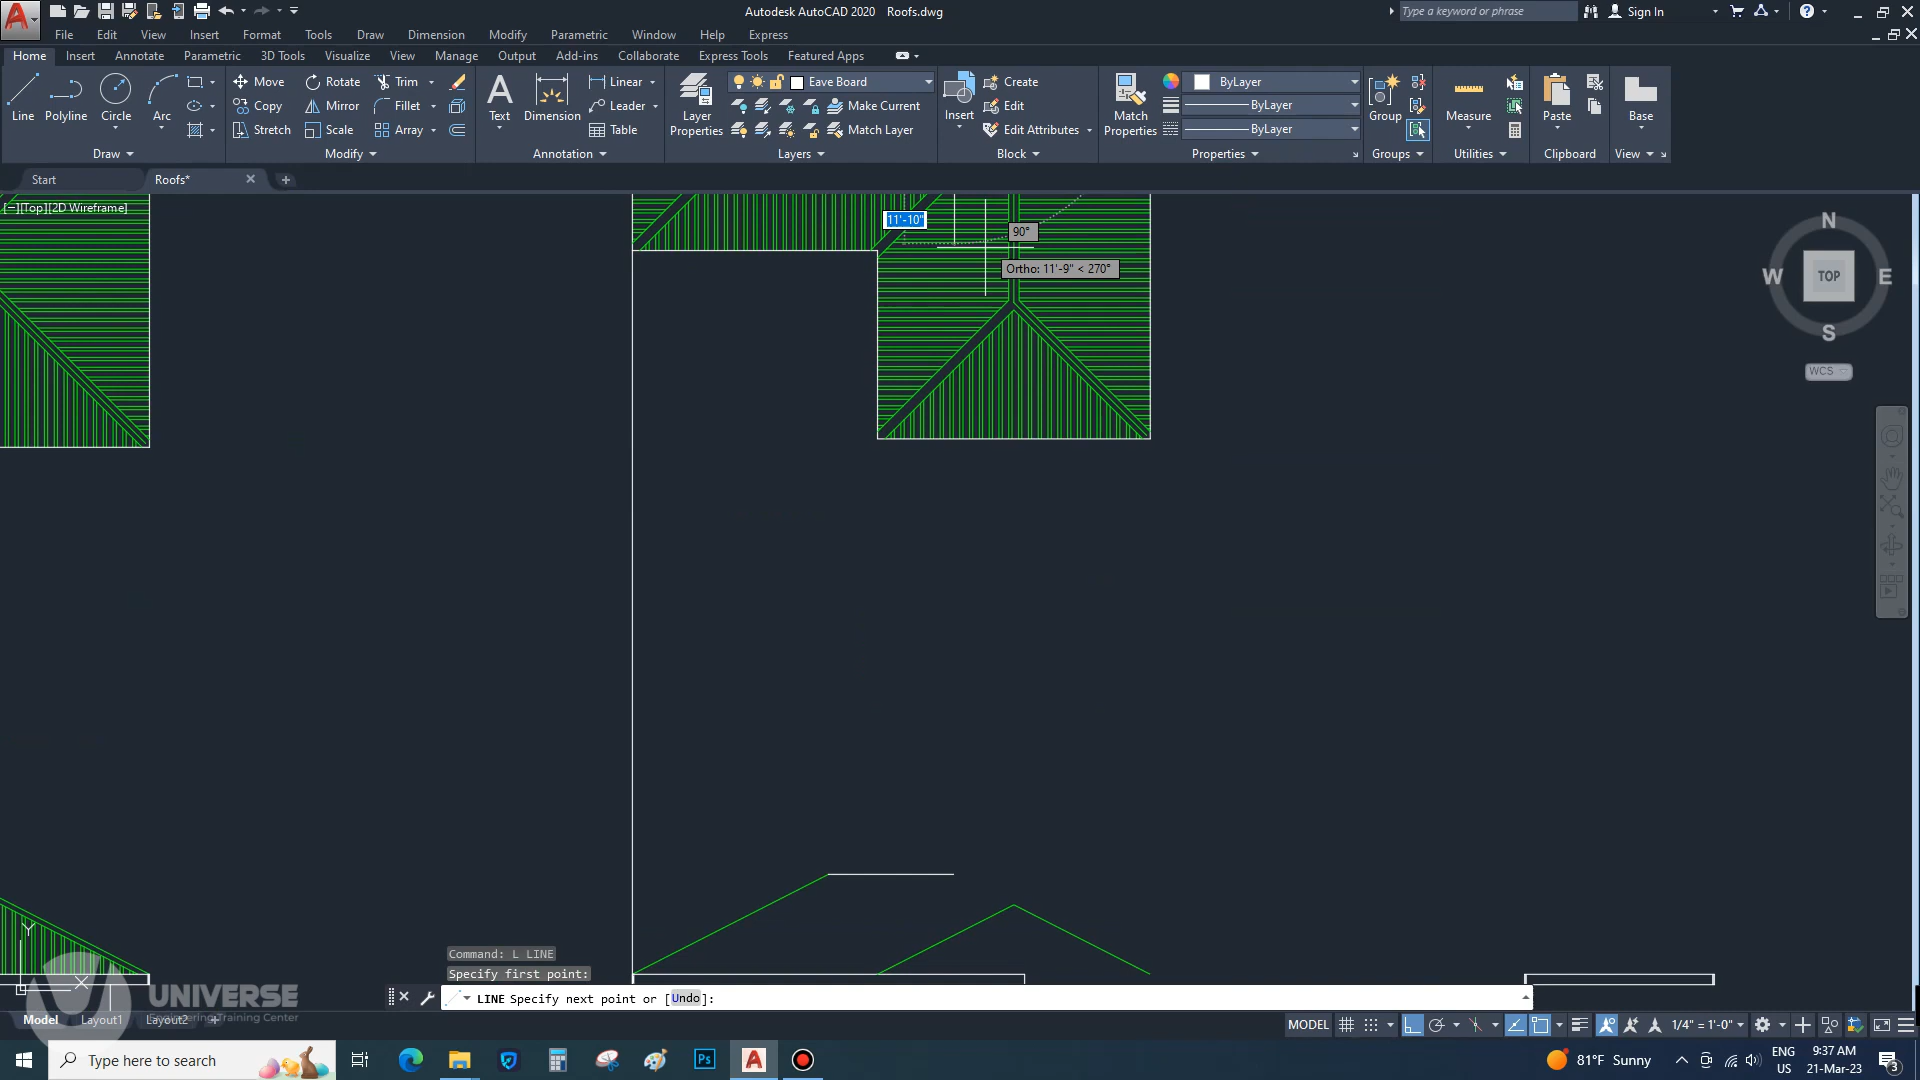 Autodesk AutoCAD 2020 Roofs.dwg
Type a keyword or phrase
Sign In
File Edit View Insert Format Tools Draw Dimension Modify Parametric Window Help Express
Home Insert Annotate Parametric 3D Tools Visualize View Manage Output Add-ins Collaborate Express Tools Featured Apps
Line Polyline Circle Arc
Move Rotate Trim
Copy Mirror Fillet
Stretch Scale Array
Text Dimension
Linear
Leader
Table
Layer Properties
Eave Board
Make Current
Match Layer
Insert
Create
Edit
Edit Attributes
Match Properties
ByLayer
ByLayer
ByLayer
Group
Measure
Paste
Base
Draw Modify Annotation Layers Block Properties Groups Utilities Clipboard View
Start Roofs*
[−][Top][2D Wireframe]
11'-10"
90°
Ortho: 11'-9" < 270°
N
W TOP E
S
WCS
Y
X
UNIVERSE
Engineering Training Center
Command: L LINE
Specify first point:
LINE Specify next point or [Undo]:
Model Layout1 Layout2 +
MODEL 1/4" = 1'-0"
Type here to search
Ps
81°F Sunny
ENG
US
9:37 AM
21-Mar-23
3